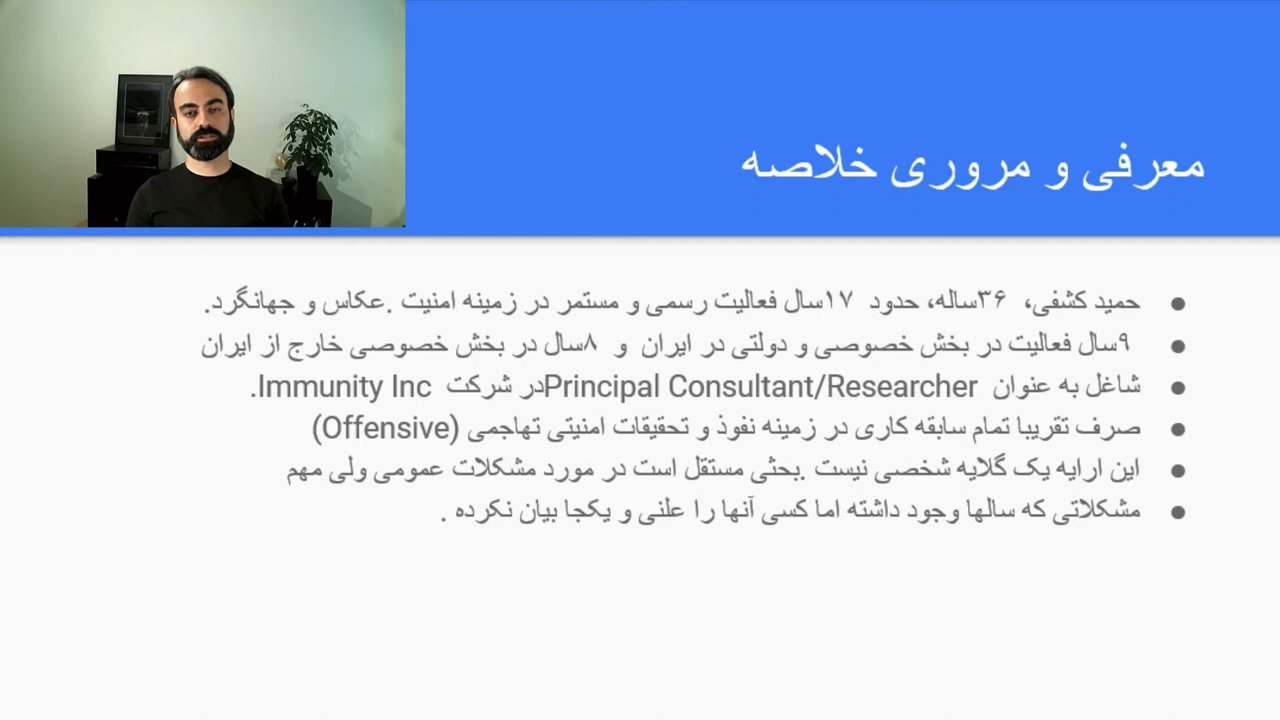 معرفی و مروری خلاصه
حمید کشفی، ۳۶ساله، حدود ۱۷سال فعالیت رسمی و مستمر در زمینه امنیت .عکاس و جهانگرد.
۹سال فعالیت در بخش خصوصی و دولتی در ایران و ۸سال در بخش خصوصی خارج از ایران
شاغل به عنوان Principal Consultant/Researcherدر شرکت Immunity Inc.
صرف تقریبا تمام سابقه کاری در زمینه نفوذ و تحقیقات امنیتی تهاجمی (Offensive)
این ارایه یک گلایه شخصی نیست .بحثی مستقل است در مورد مشکلات عمومی ولی مهم
مشکلاتی که سالها وجود داشته اما کسی آنها را علنی و یکجا بیان نکرده .